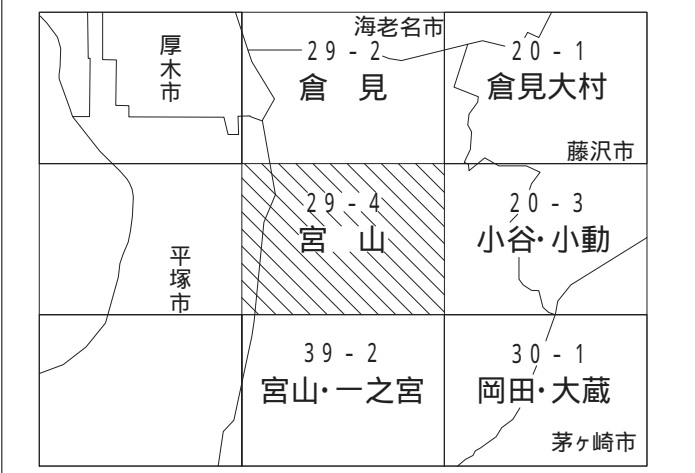 海老名市
厚木市
29-2
倉見
20-1
倉見大村
藤沢市
平塚市
29-4
宮山
20-3
小谷・小動
39-2
宮山・一之宮
30-1
岡田・大蔵
茅ヶ崎市